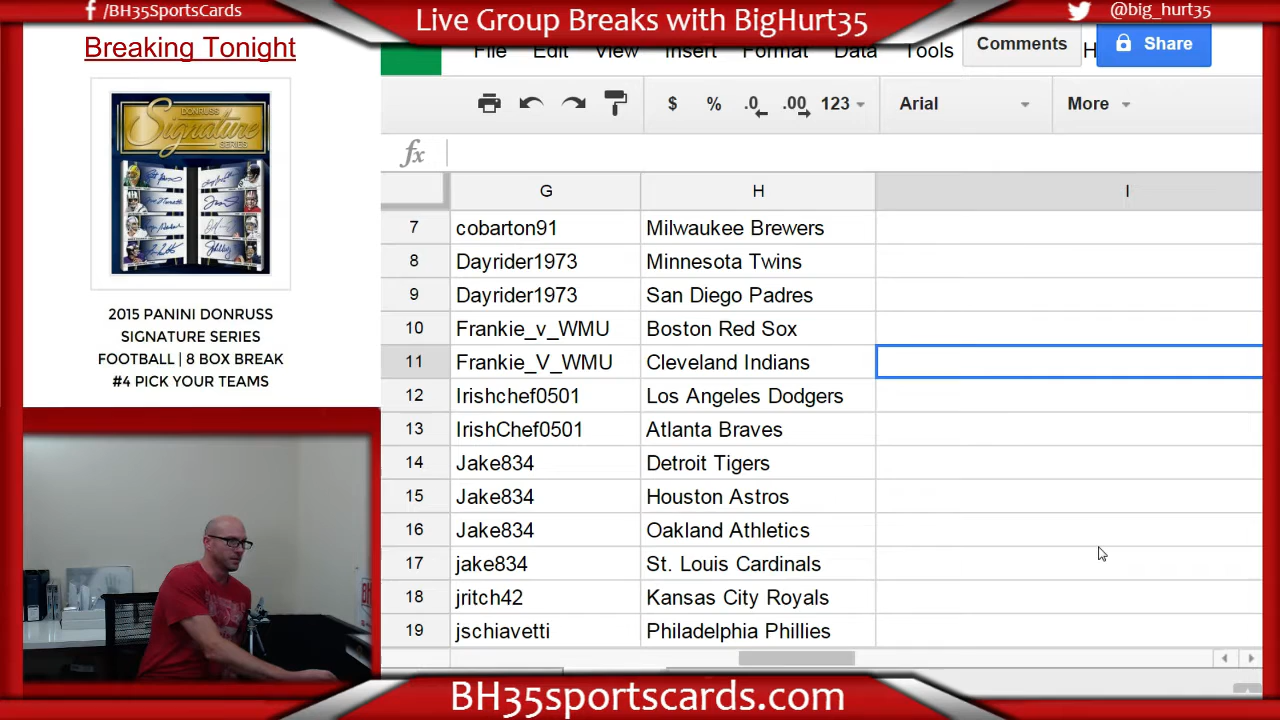 f /BH35SportsCards
Live Group Breaks with BigHurt35
@big_hurt35
Breaking Tonight
DONRUSS
Signature
SERIES
2015 PANINI DONRUSS
SIGNATURE SERIES
FOOTBALL | 8 BOX BREAK
#4 PICK YOUR TEAMS
File Edit View Insert Format Data Tools H
Comments
Share
$ % .0 .00 123 Arial More
fx
G H I
7 cobarton91 Milwaukee Brewers
8 Dayrider1973 Minnesota Twins
9 Dayrider1973 San Diego Padres
10 Frankie_v_WMU Boston Red Sox
11 Frankie_V_WMU Cleveland Indians
12 Irishchef0501 Los Angeles Dodgers
13 IrishChef0501 Atlanta Braves
14 Jake834 Detroit Tigers
15 Jake834 Houston Astros
16 Jake834 Oakland Athletics
17 jake834 St. Louis Cardinals
18 jritch42 Kansas City Royals
19 jschiavetti Philadelphia Phillies
BH35sportscards.com